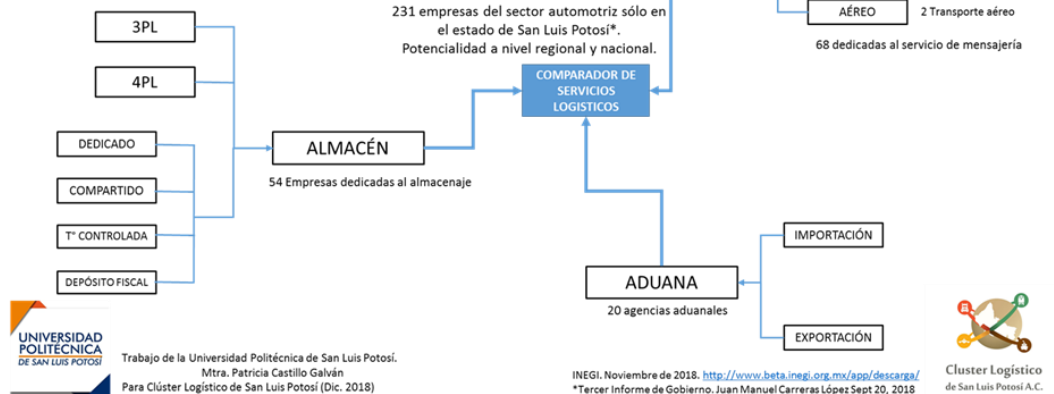 231 empresas del sector automotriz sólo en
el estado de San Luis Potosí*.
Potencialidad a nivel regional y nacional.
3PL
4PL
AÉREO
2 Transporte aéreo
68 dedicadas al servicio de mensajería
COMPARADOR DE
SERVICIOS
LOGISTICOS
DEDICADO
COMPARTIDO
T° CONTROLADA
DEPÓSITO FISCAL
ALMACÉN
54 Empresas dedicadas al almacenaje
IMPORTACIÓN
ADUANA
20 agencias aduanales
EXPORTACIÓN
UNIVERSIDAD
POLITÉCNICA
DE SAN LUIS POTOSÍ
Trabajo de la Universidad Politécnica de San Luis Potosí.
Mtra. Patricia Castillo Galván
Para Clúster Logístico de San Luis Potosí (Dic. 2018)
INEGI. Noviembre de 2018. http://www.beta.inegi.org.mx/app/descarga/
*Tercer Informe de Gobierno. Juan Manuel Carreras López Sept 20, 2018
Cluster Logístico
de San Luis Potosí A.C.